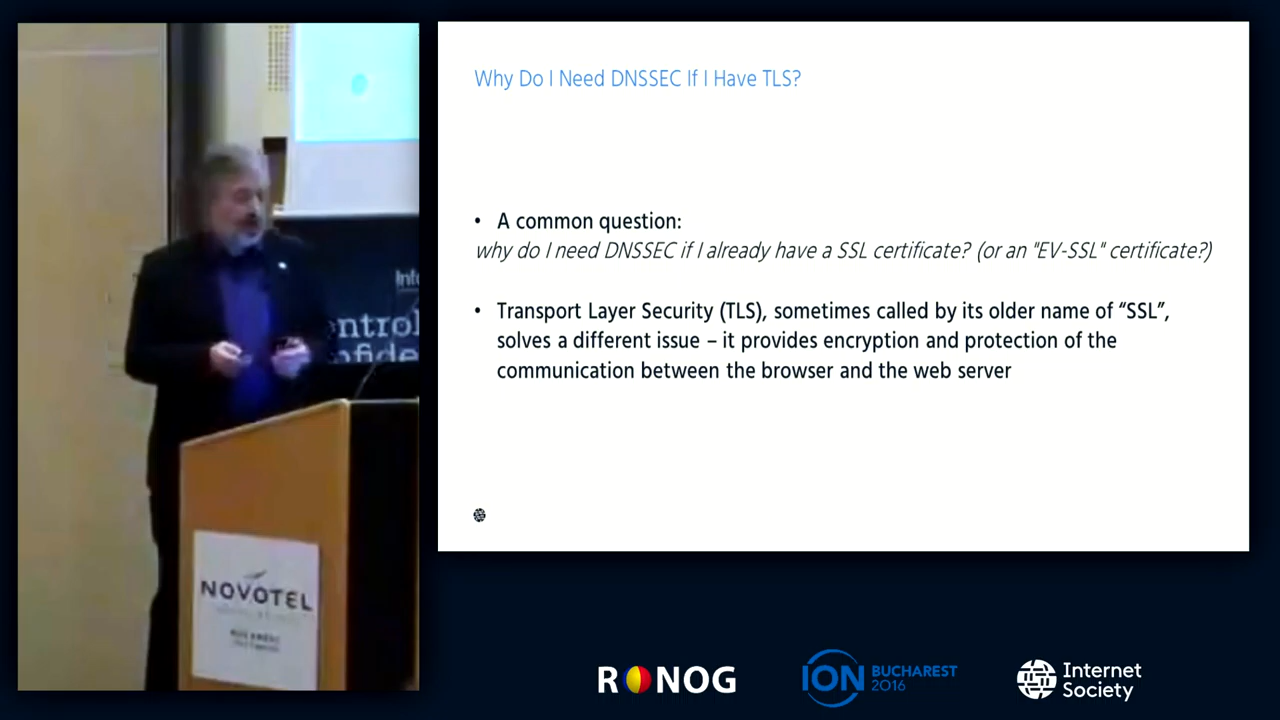 Why Do I Need DNSSEC If I Have TLS?
• A common question:
why do I need DNSSEC if I already have a SSL certificate? (or an "EV-SSL" certificate?)
• Transport Layer Security (TLS), sometimes called by its older name of “SSL”,
solves a different issue – it provides encryption and protection of the
communication between the browser and the web server
NOVOTEL
RONOG
ION BUCHAREST
2016
Internet
Society